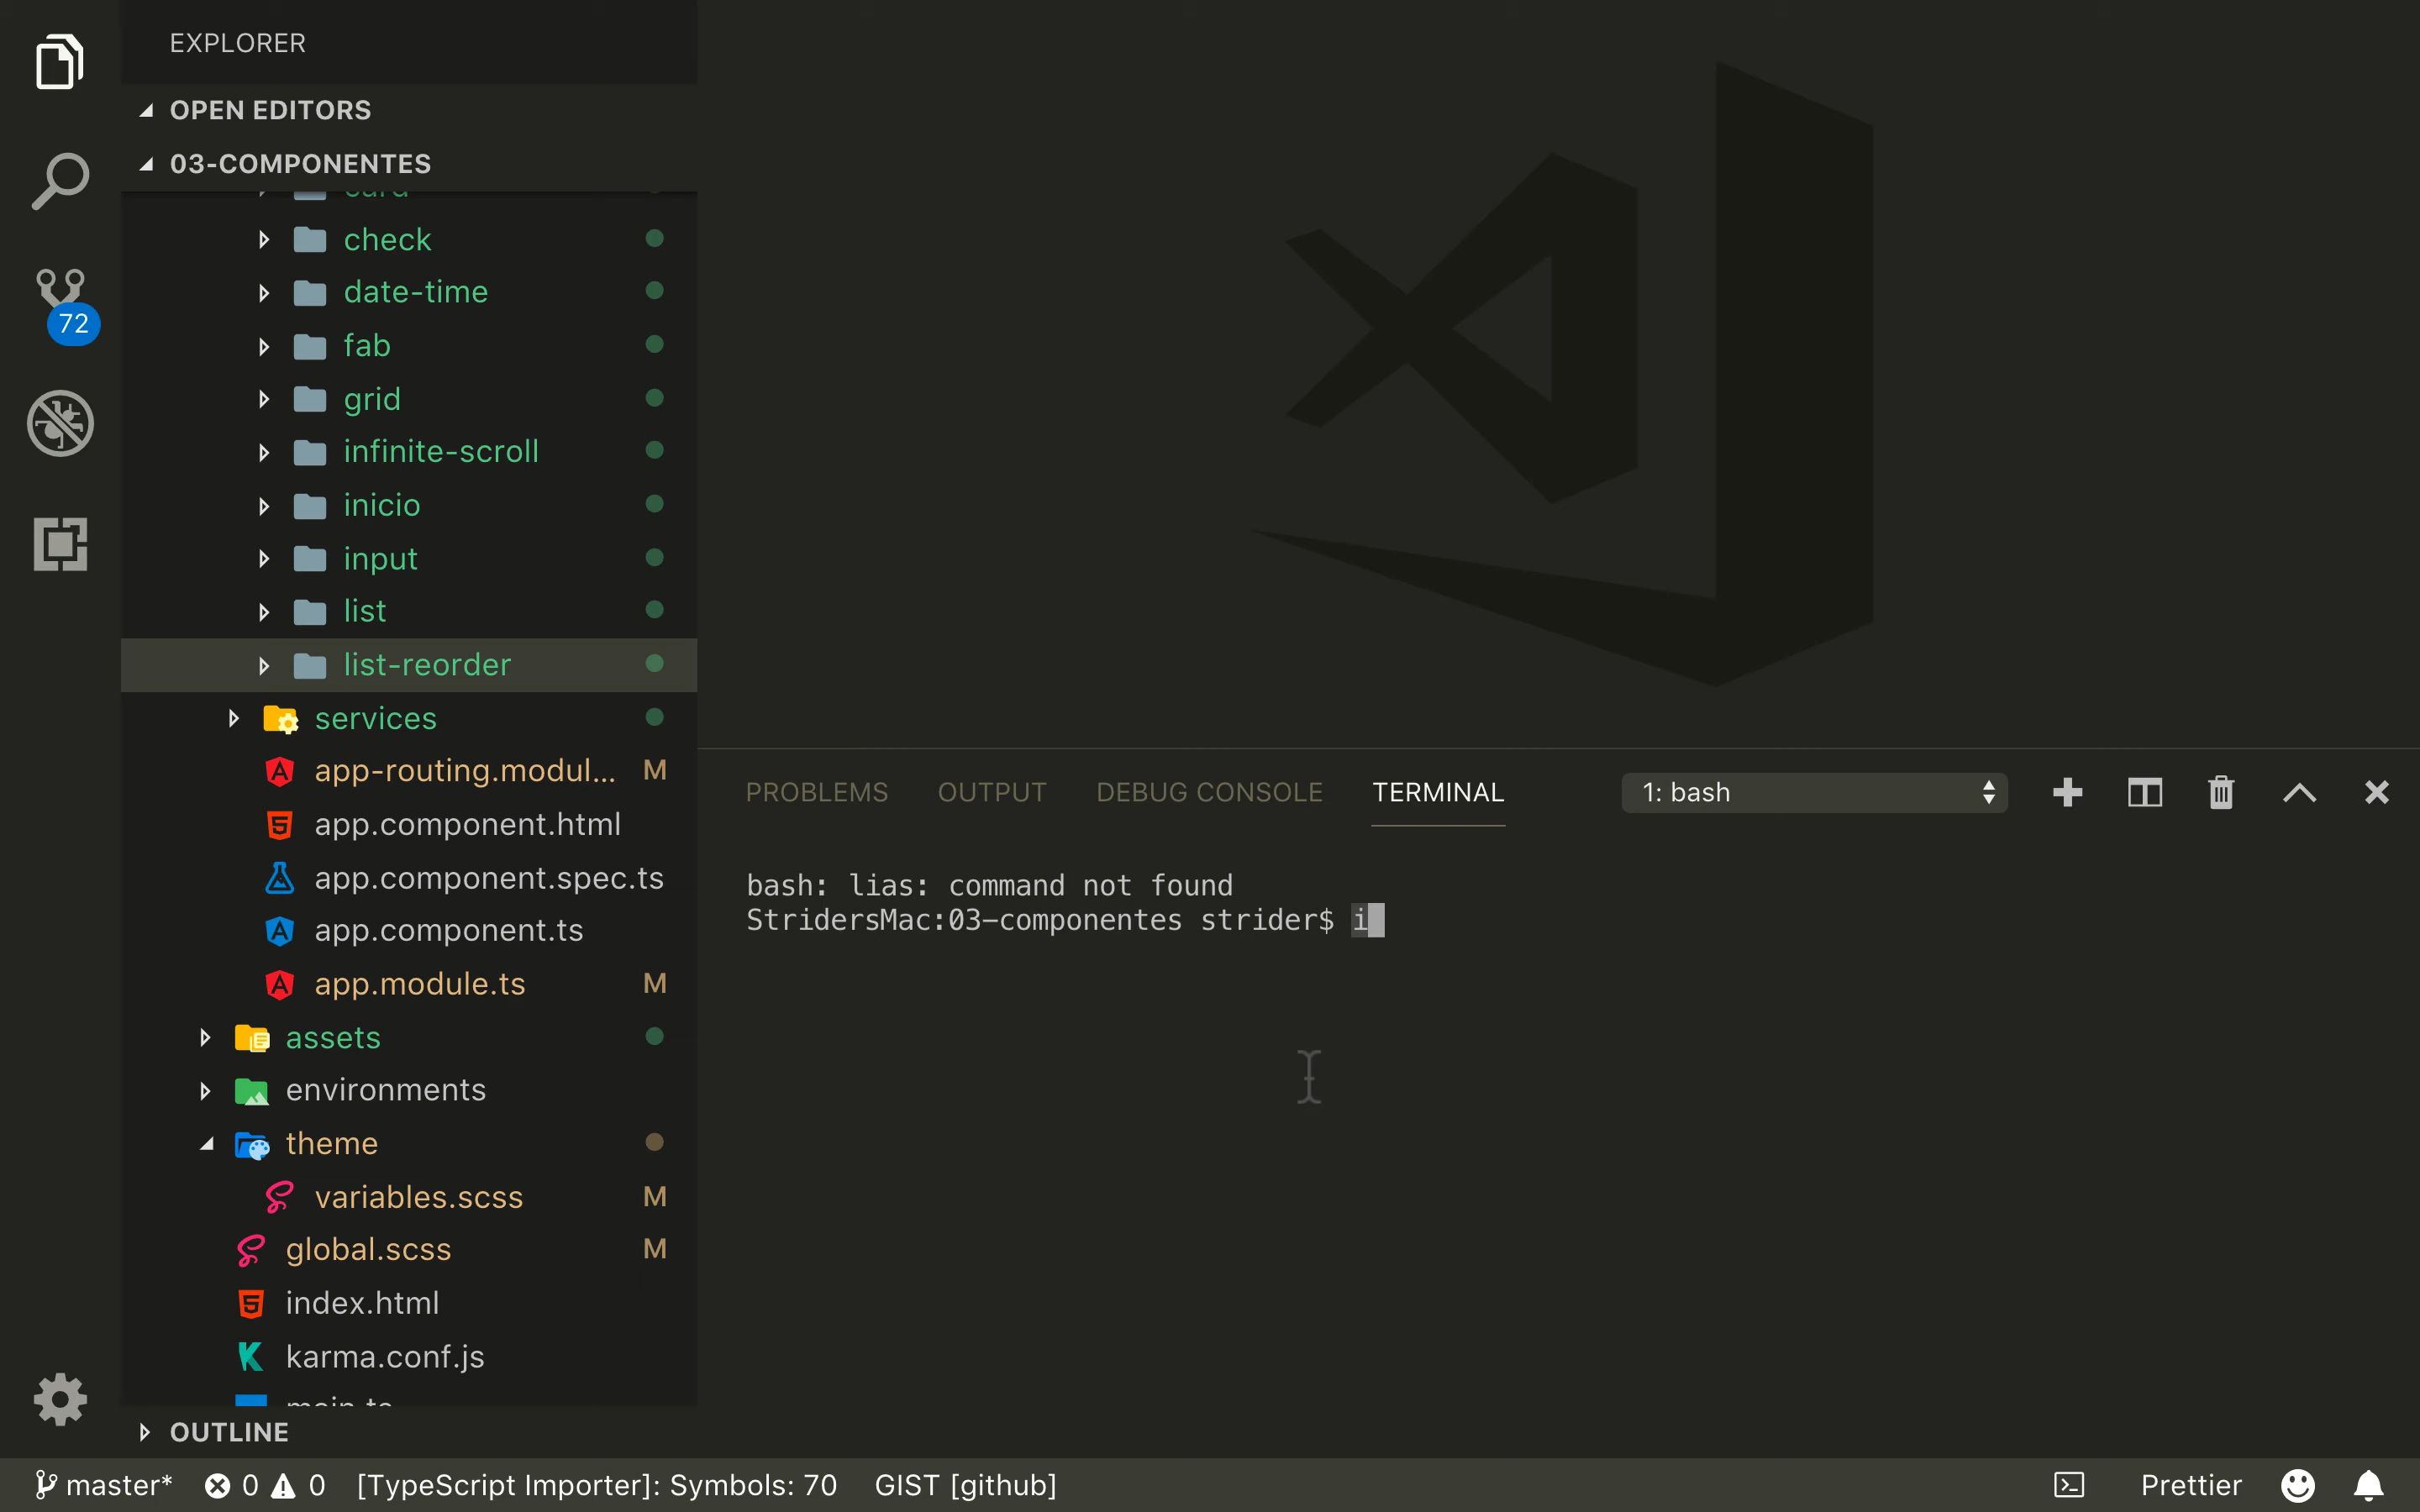 EXPLORER
OPEN EDITORS
03-COMPONENTES
card
check
date-time
72
fab
grid
infinite-scroll
inicio
input
list
list-reorder
services
app-routing.modul... M
app.component.html
app.component.spec.ts
app.component.ts
app.module.ts M
assets
environments
theme
variables.scss M
global.scss M
index.html
karma.conf.js
main.ts
OUTLINE
PROBLEMS OUTPUT DEBUG CONSOLE TERMINAL 1: bash
bash: lias: command not found
StridersMac:03-componentes strider$ i
master* 0 0 [TypeScript Importer]: Symbols: 70 GIST [github] Prettier